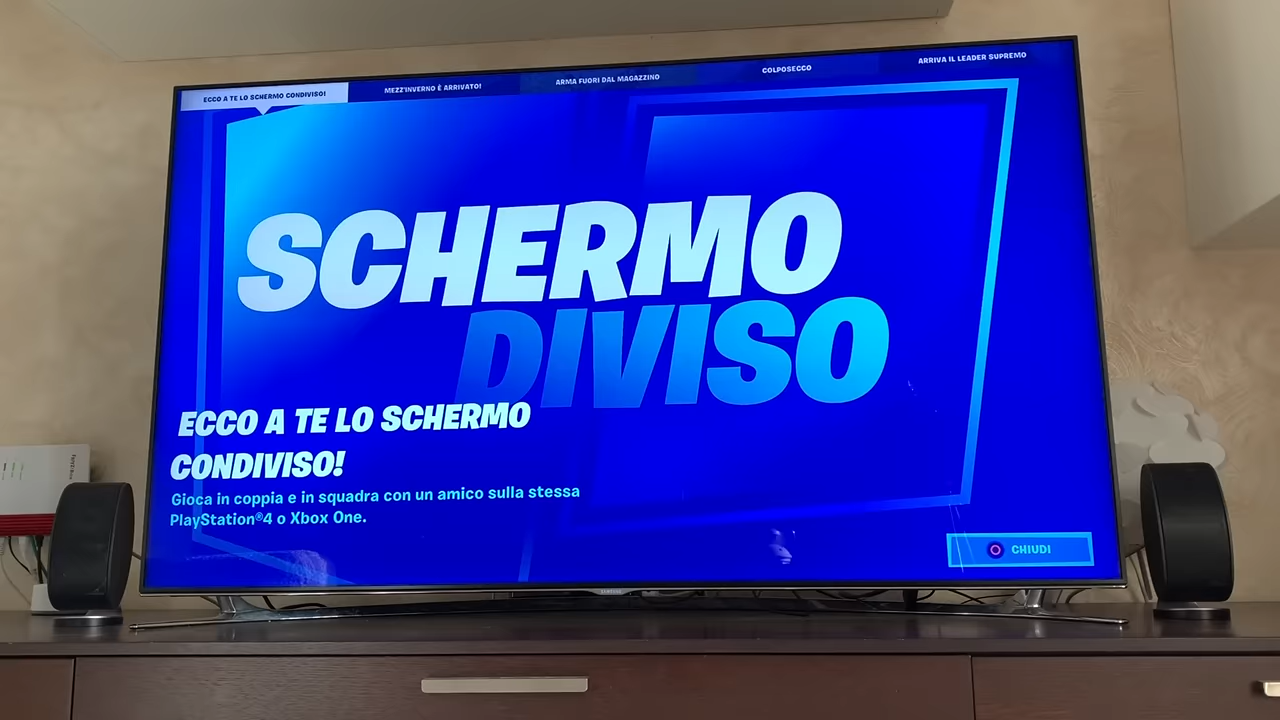 ECCO A TE LO SCHERMO CONDIVISO!
MEZZ'INVERNO È ARRIVATO!
ARMA FUORI DAL MAGAZZINO
COLPOSECCO
ARRIVA IL LEADER SUPREMO
SCHERMO
DIVISO
ECCO A TE LO SCHERMO
CONDIVISO!
Gioca in coppia e in squadra con un amico sulla stessa
PlayStation®4 o Xbox One.
CHIUDI
SAMSUNG